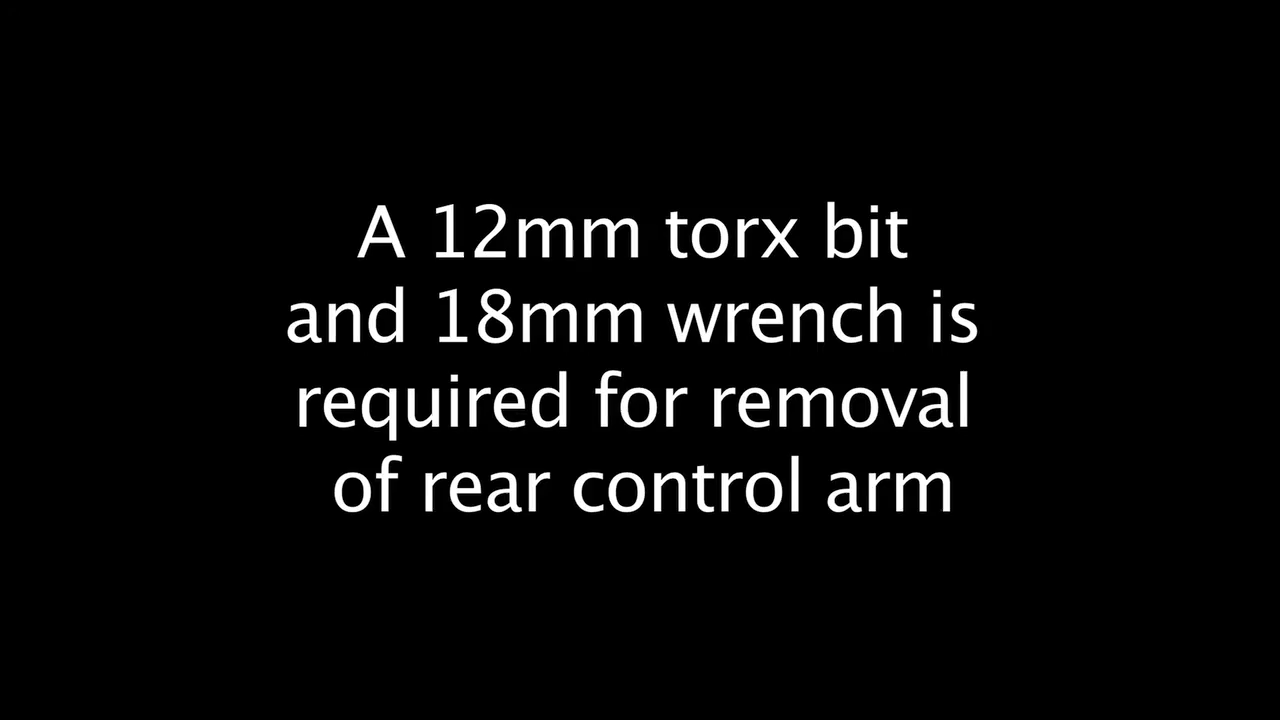 A 12mm torx bit
and 18mm wrench is
required for removal
of rear control arm